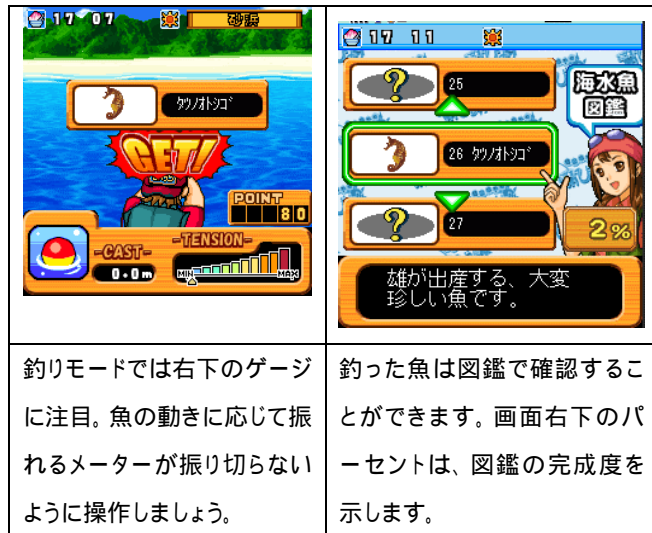 17 07 砂浜
タツノオトシゴ
GET!
POINT
80
-CAST-
-TENSION-
0.0m
MIN MAX
17 11
25
海水魚
図鑑
26 タツノオトシゴ
27
2%
雄が出産する、大変
珍しい魚です。
釣りモードでは右下のゲージ
に注目。魚の動きに応じて振
れるメーターが振り切らない
ように操作しましょう。
釣った魚は図鑑で確認するこ
とができます。画面右下のパ
ーセントは、図鑑の完成度を
示します。